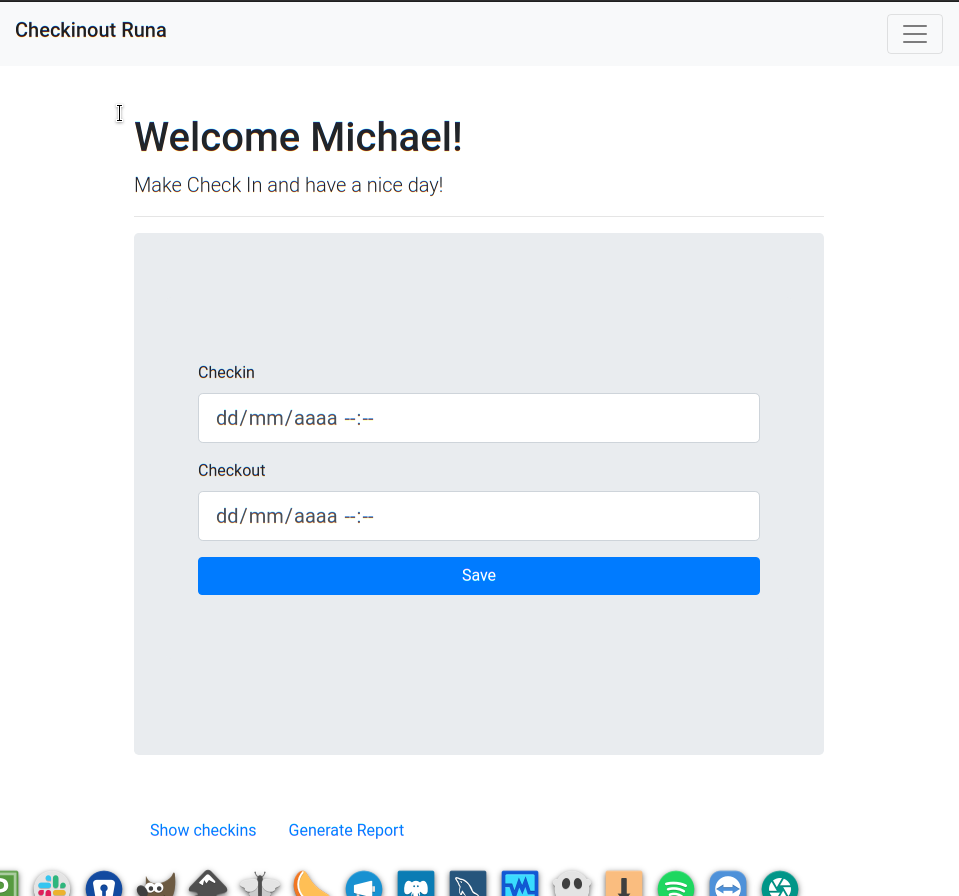 Checkinout Runa
Welcome Michael!
Make Check In and have a nice day!
Checkin
dd/mm/aaaa --:--
Checkout
dd/mm/aaaa --:--
Save
Show checkins Generate Report